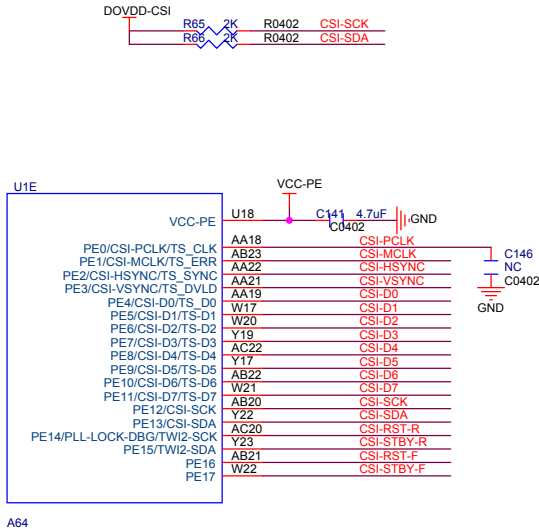 DOVDD-CSI
R65 2K R0402 CSI-SCK
R66 2K R0402 CSI-SDA
U1E
VCC-PE
VCC-PE U18 C141 4.7uF GND
C0402
PE0/CSI-PCLK/TS_CLK AA18 CSI-PCLK
PE1/CSI-MCLK/TS_ERR AB23 CSI-MCLK
PE2/CSI-HSYNC/TS_SYNC AA22 CSI-HSYNC
PE3/CSI-VSYNC/TS_DVLD AA21 CSI-VSYNC
PE4/CSI-D0/TS_D0 AA19 CSI-D0
PE5/CSI-D1/TS-D1 W17 CSI-D1
PE6/CSI-D2/TS-D2 W20 CSI-D2
PE7/CSI-D3/TS-D3 Y19 CSI-D3
PE8/CSI-D4/TS-D4 AC22 CSI-D4
PE9/CSI-D5/TS-D5 Y17 CSI-D5
PE10/CSI-D6/TS-D6 AB22 CSI-D6
PE11/CSI-D7/TS-D7 W21 CSI-D7
PE12/CSI-SCK AB20 CSI-SCK
PE13/CSI-SDA Y22 CSI-SDA
PE14/PLL-LOCK-DBG/TWI2-SCK AC20 CSI-RST-R
PE15/TWI2-SDA Y23 CSI-STBY-R
PE16 AB21 CSI-RST-F
PE17 W22 CSI-STBY-F
C146
NC
C0402
GND
A64